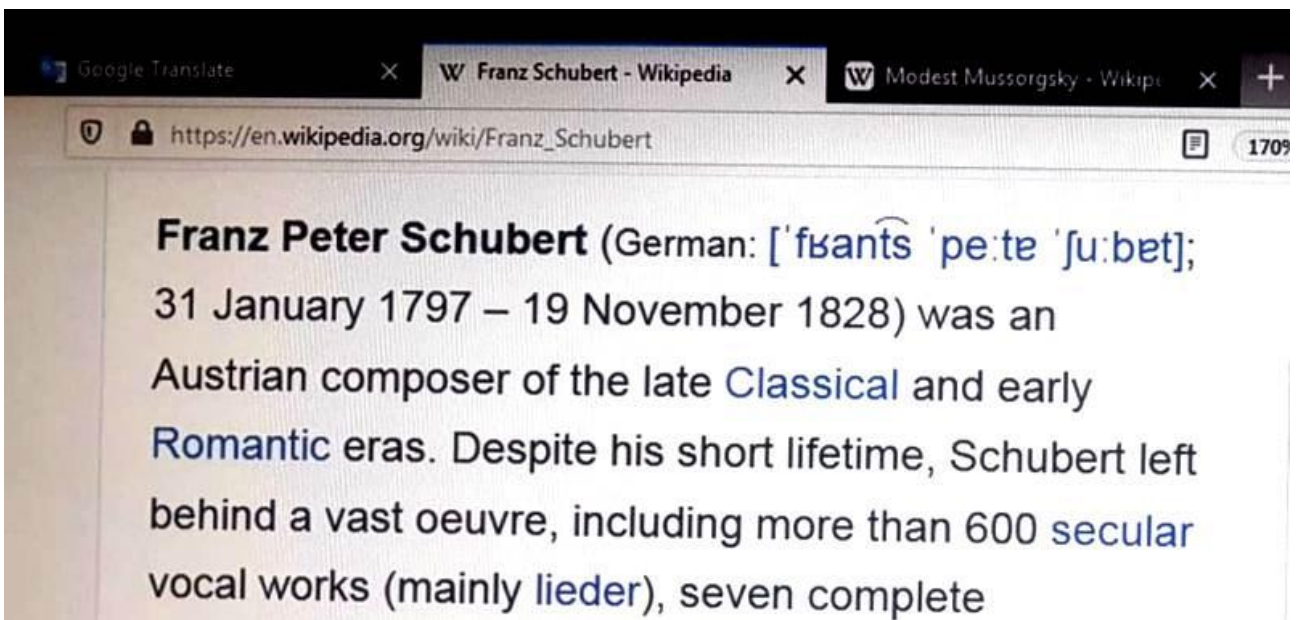 Google Translate × W Franz Schubert - Wikipedia × W Modest Mussorgsky - Wikipe × +
https://en.wikipedia.org/wiki/Franz_Schubert 170%
Franz Peter Schubert (German: [ˈfʁant͡s ˈpeːtɐ ˈʃuːbɐt];
31 January 1797 – 19 November 1828) was an
Austrian composer of the late Classical and early
Romantic eras. Despite his short lifetime, Schubert left
behind a vast oeuvre, including more than 600 secular
vocal works (mainly lieder), seven complete